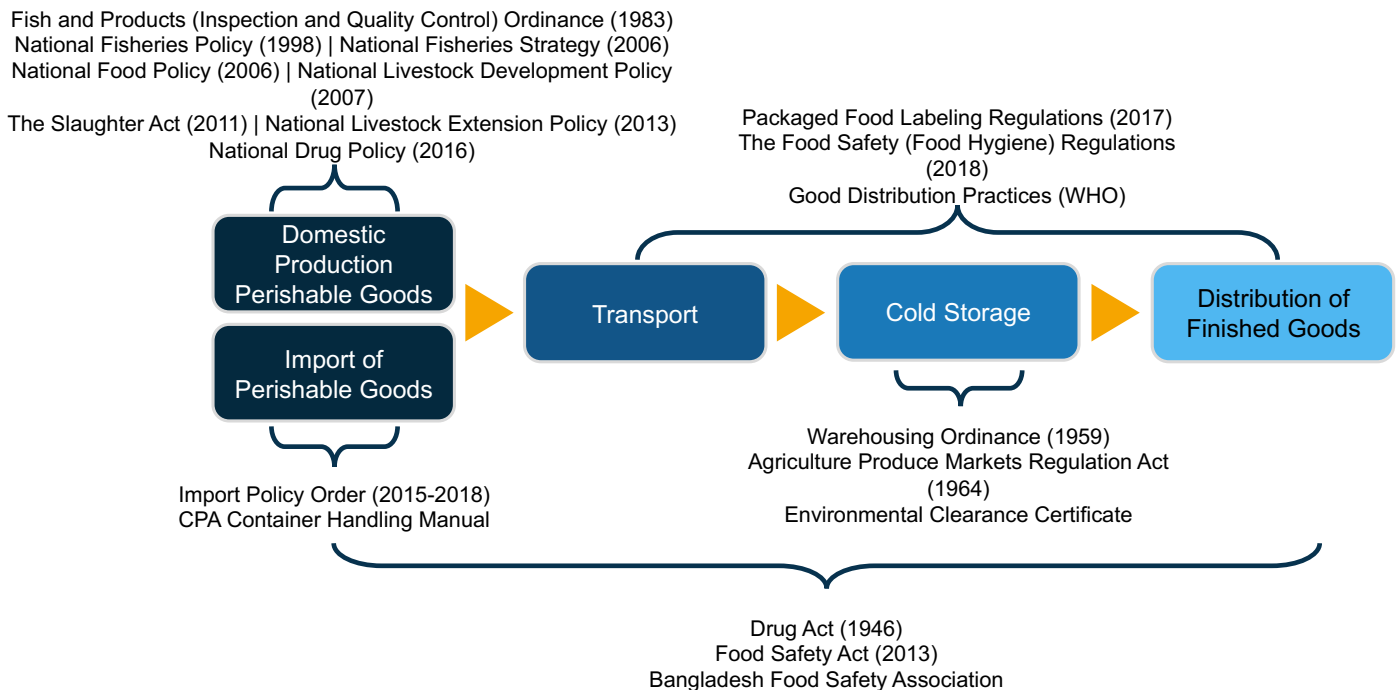 Fish and Products (Inspection and Quality Control) Ordinance (1983)
National Fisheries Policy (1998) | National Fisheries Strategy (2006)
National Food Policy (2006) | National Livestock Development Policy
(2007)
The Slaughter Act (2011) | National Livestock Extension Policy (2013)
National Drug Policy (2016)
Packaged Food Labeling Regulations (2017)
The Food Safety (Food Hygiene) Regulations
(2018)
Good Distribution Practices (WHO)
Domestic
Production
Perishable Goods
Import of
Perishable Goods
Transport
Cold Storage
Distribution of
Finished Goods
Import Policy Order (2015-2018)
CPA Container Handling Manual
Warehousing Ordinance (1959)
Agriculture Produce Markets Regulation Act
(1964)
Environmental Clearance Certificate
Drug Act (1946)
Food Safety Act (2013)
Bangladesh Food Safety Association